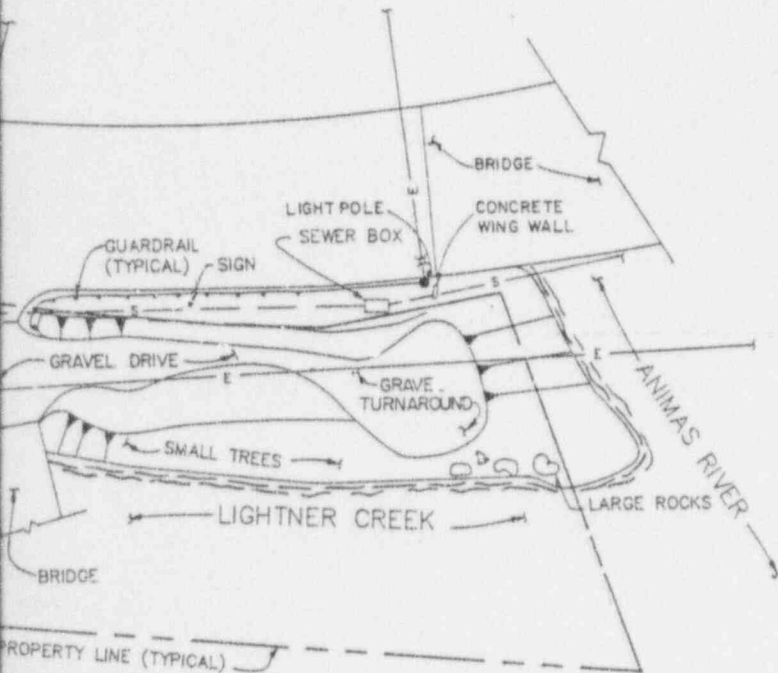 BRIDGE
E
LIGHT POLE
CONCRETE
WING WALL
SEWER BOX
GUARDRAIL
(TYPICAL)
SIGN
S
S
GRAVEL DRIVE
E
E
GRAVE
TURNAROUND
ANIMAS RIVER
SMALL TREES
LARGE ROCKS
LIGHTNER CREEK
BRIDGE
PROPERTY LINE (TYPICAL)